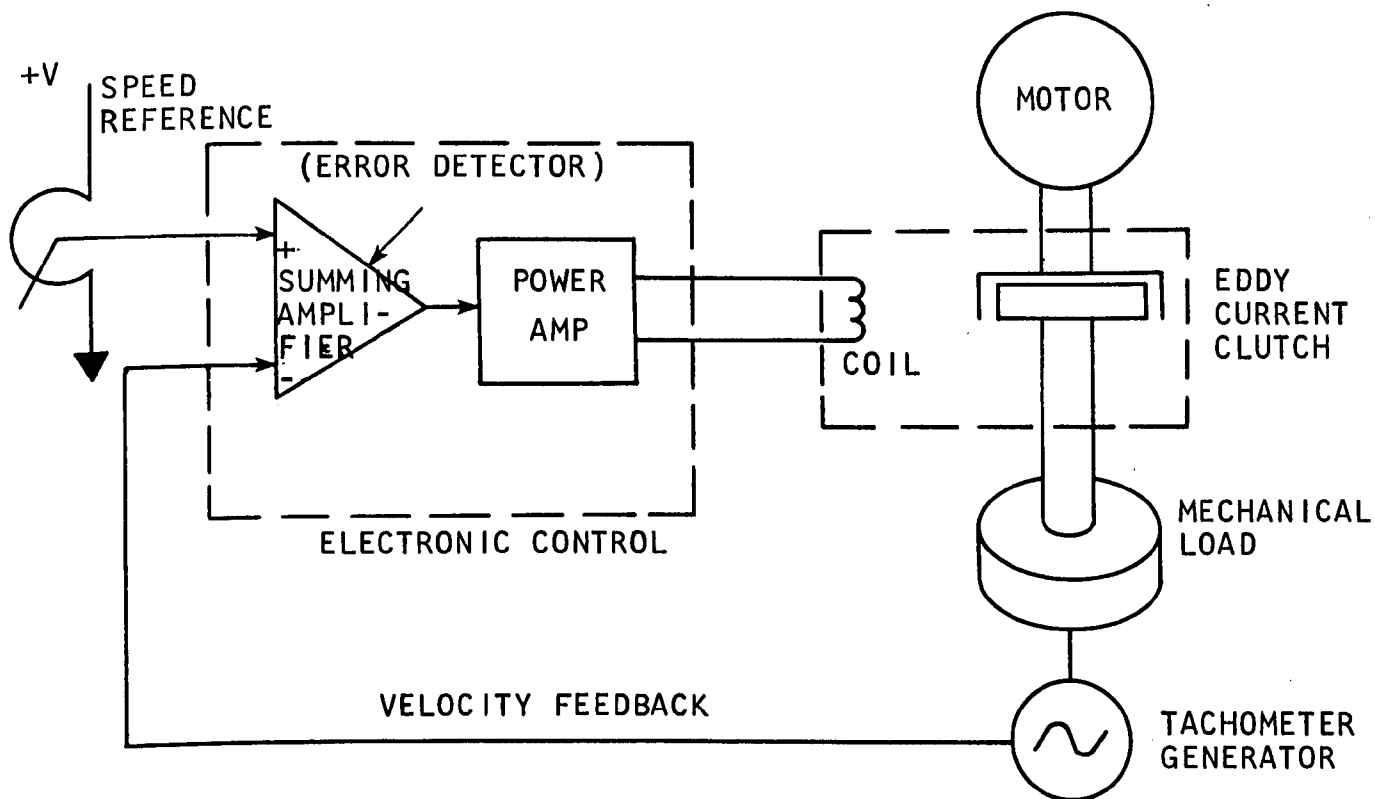 +V
SPEED
REFERENCE
(ERROR DETECTOR)
MOTOR
+
SUMMING
AMPLI-
FIER
-
POWER
AMP
COIL
EDDY
CURRENT
CLUTCH
ELECTRONIC CONTROL
MECHANICAL
LOAD
VELOCITY FEEDBACK
TACHOMETER
GENERATOR